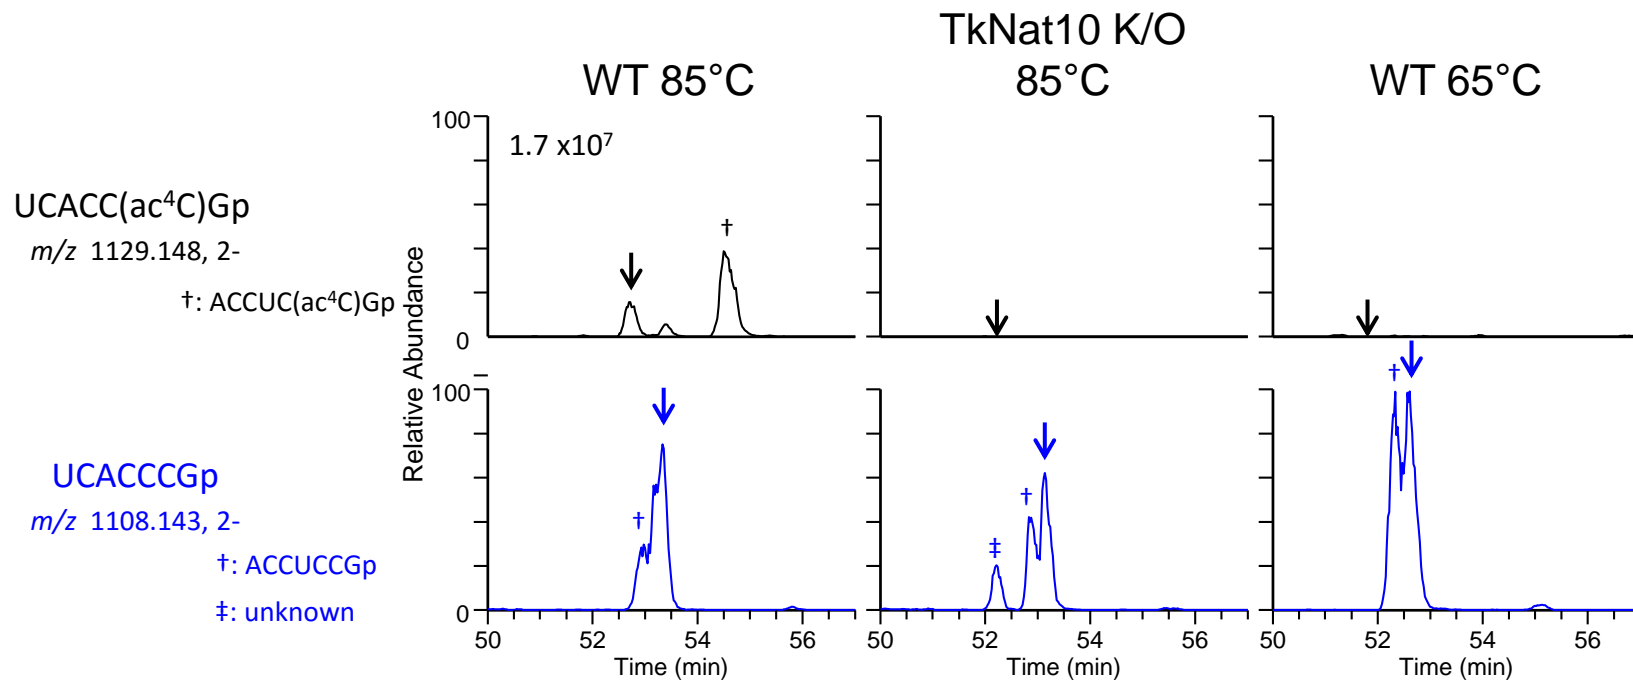 TkNat10 K/O
WT 85°C
85°C
WT 65°C
100
1.7 x10⁷
UCACC(ac⁴C)Gp
m/z 1129.148, 2-
†: ACCUC(ac⁴C)Gp
†
0
Relative Abundance
100
UCACCCGp
m/z 1108.143, 2-
†: ACCUCCGp
‡: unknown
†
†
‡
†
0
50 52 54 56
50 52 54 56
50 52 54 56
Time (min)
Time (min)
Time (min)